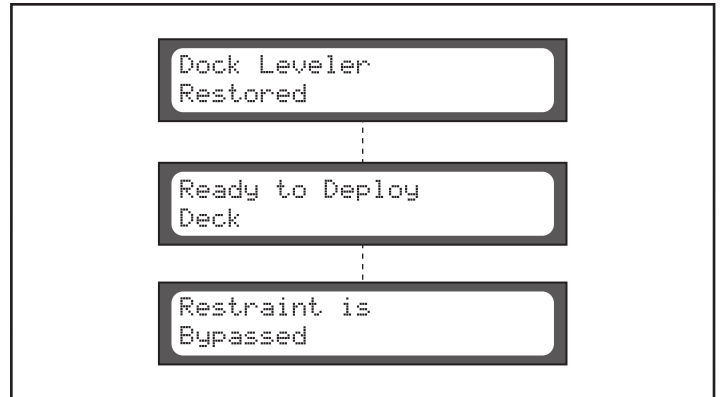 Dock Leveler
Restored
Ready to Deploy
Deck
Restraint is
Bypassed